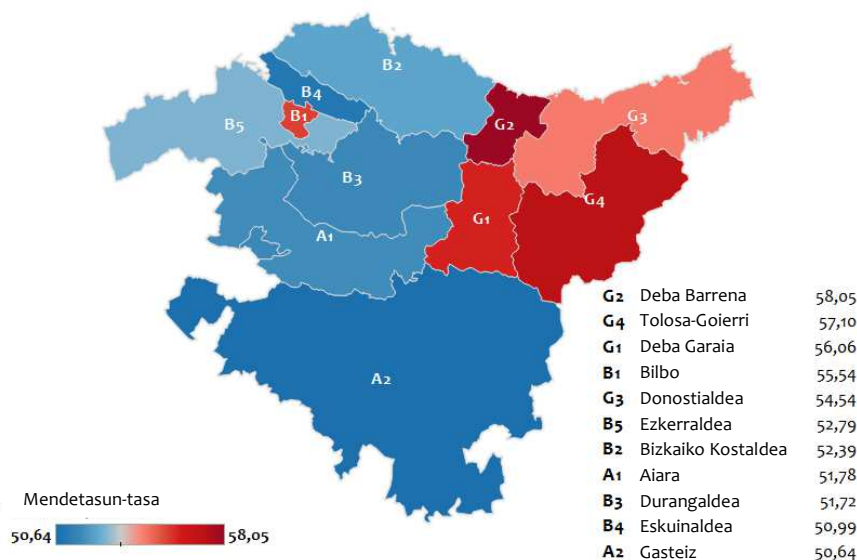 B2
B4
B1
B5
G2
G3
B3
G4
G1
A1
A2
G2 Deba Barrena 58,05
G4 Tolosa-Goierri 57,10
G1 Deba Garaia 56,06
B1 Bilbo 55,54
G3 Donostialdea 54,54
B5 Ezkerraldea 52,79
B2 Bizkaiko Kostaldea 52,39
A1 Aiara 51,78
B3 Durangaldea 51,72
B4 Eskuinaldea 50,99
A2 Gasteiz 50,64
Mendetasun-tasa
50,64 58,05